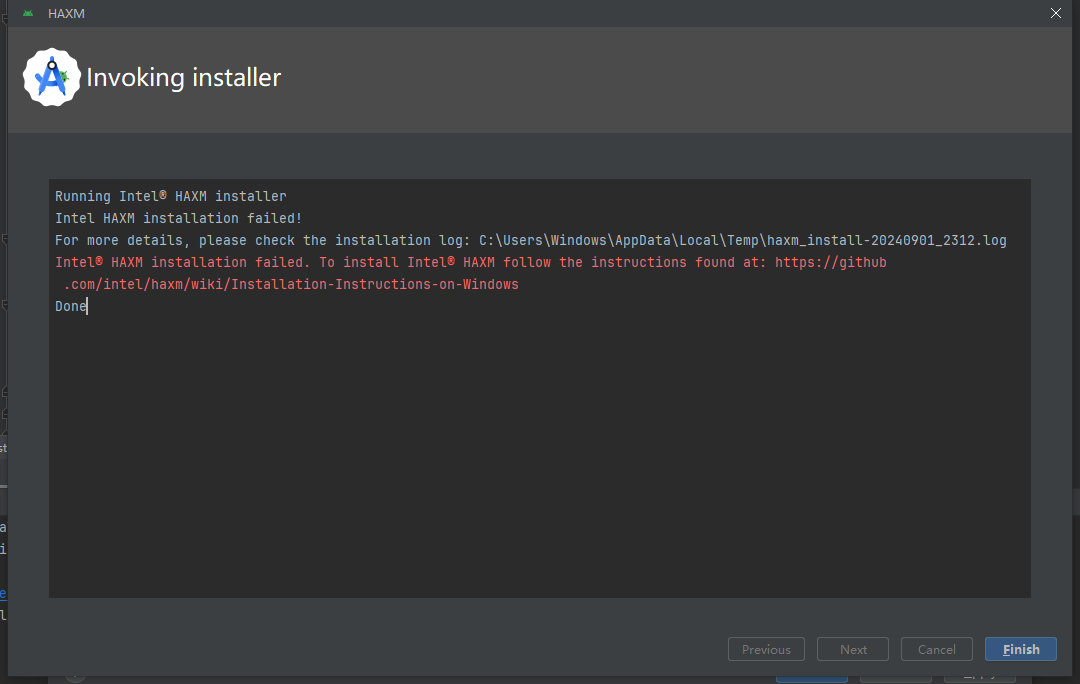 HAXM
Invoking installer
Running Intel® HAXM installer
Intel HAXM installation failed!
For more details, please check the installation log: C:\Users\Windows\AppData\Local\Temp\haxm_install-20240901_2312.log
Intel® HAXM installation failed. To install Intel® HAXM follow the instructions found at: https://github
.com/intel/haxm/wiki/Installation-Instructions-on-Windows
Done
Previous
Next
Cancel
Finish